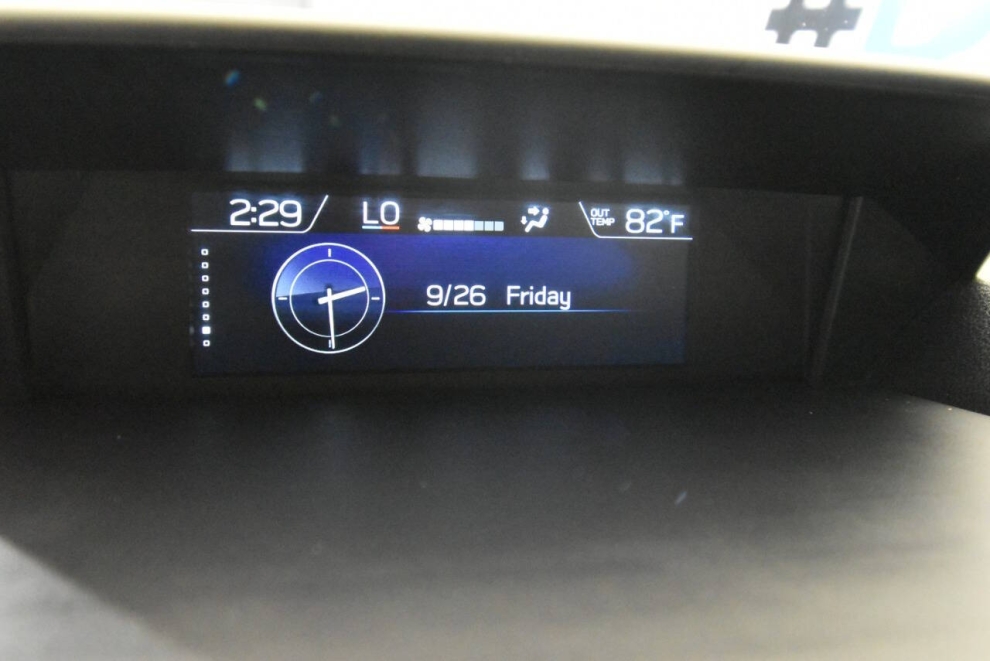 2:29 LO OUT TEMP 82°F
9/26 Friday
#